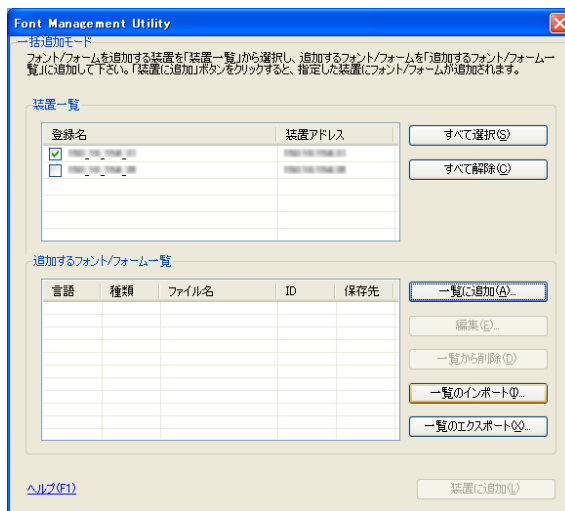 Font Management Utility
一括追加モード
フォント/フォームを追加する装置を「装置一覧」から選択し、追加するフォント/フォームを「追加するフォント/フォーム一
覧」に追加して下さい。「装置に追加」ボタンをクリックすると、指定した装置にフォント/フォームが追加されます。
装置一覧
登録名 装置アドレス
すべて選択(S)
すべて解除(C)
追加するフォント/フォーム一覧
言語 種類 ファイル名 ID 保存先
一覧に追加(A)...
編集(E)...
一覧から削除(D)
一覧のインポート(I)...
一覧のエクスポート(X)...
ヘルプ(F1)
装置に追加(L)